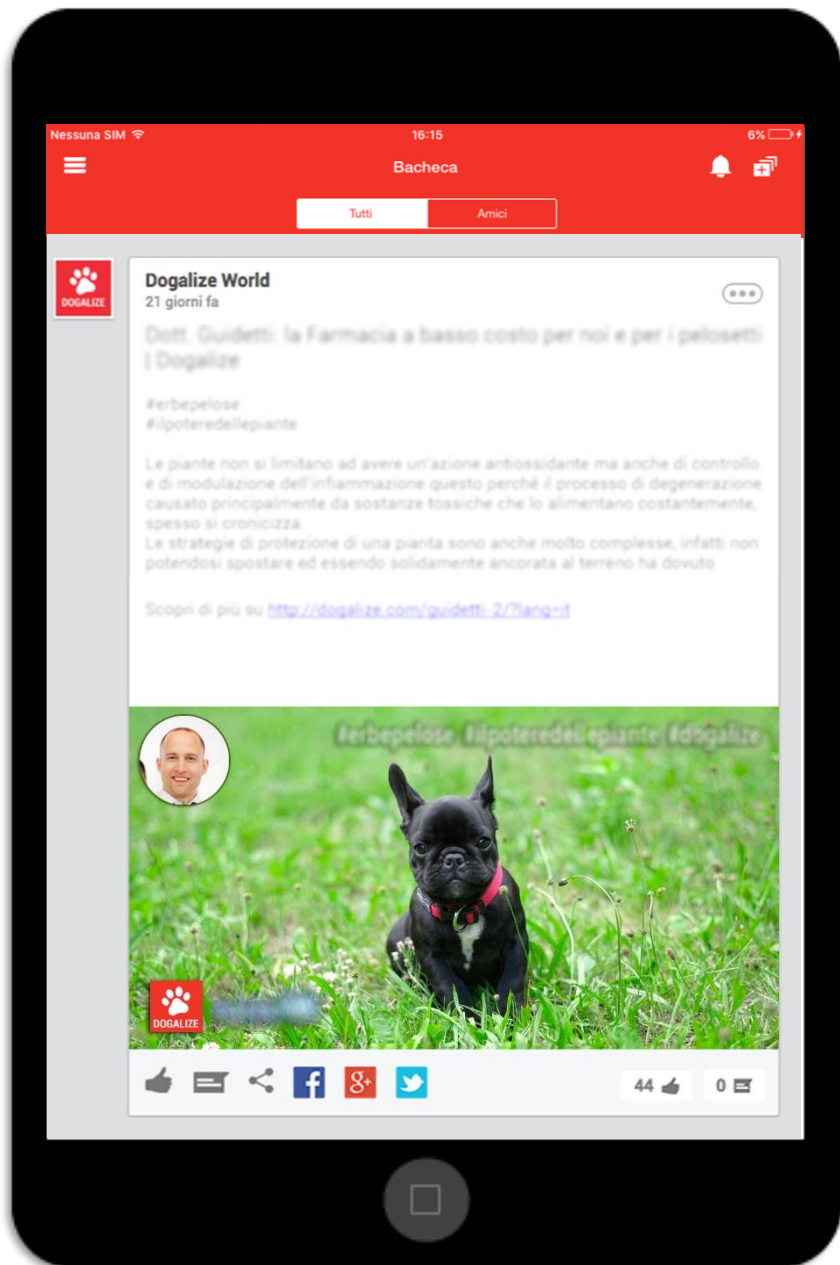 Nessuna SIM 16:15 6%
Bacheca
Tutti Amici
DOGALIZE
Dogalize World
21 giorni fa
Dott. Guidetti: la Farmacia a basso costo per noi e per i pelosetti
| Dogalize
#erbepelose
#ilpoteredellepiante
Le piante non si limitano ad avere un'azione antiossidante ma anche di controllo
e di modulazione dell'infiammazione questo perché il processo di degenerazione
causato principalmente da sostanze tossiche che lo alimentano costantemente,
spesso si cronicizza.
Le strategie di protezione di una pianta sono anche molto complesse, infatti non
potendosi spostare ed essendo solidamente ancorata al terreno ha dovuto
Scopri di più su http://dogalize.com/guidetti-2/?lang=it
#erbepelose #ilpoteredellepiante #dogalize
DOGALIZE
f 8+ 44 0